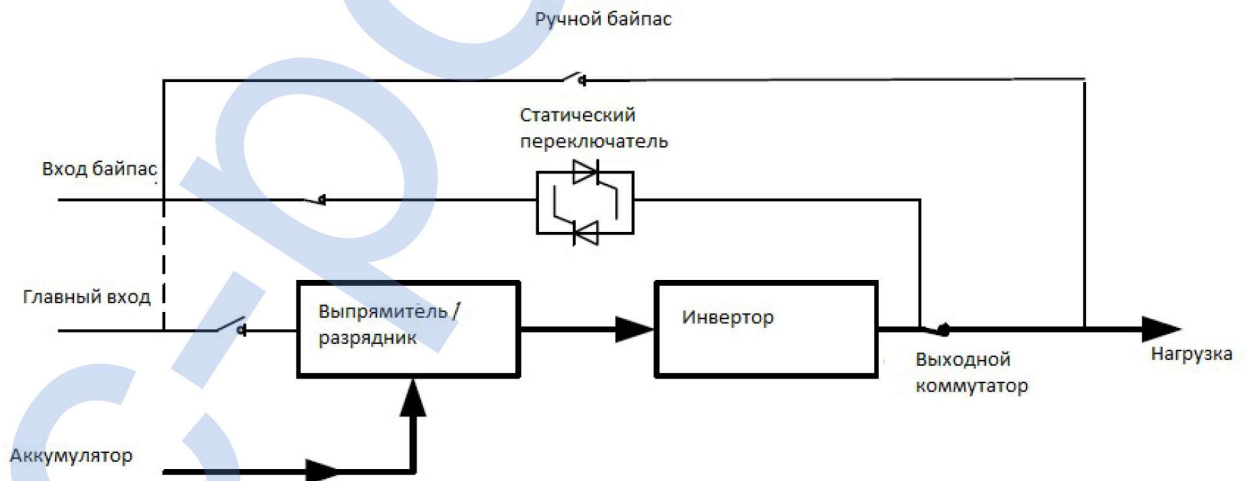 Ручной байпас
Статический
переключатель
Вход байпас
Главный вход
Выпрямитель /
разрядник
Инвертор
Выходной
коммутатор
Нагрузка
Аккумулятор